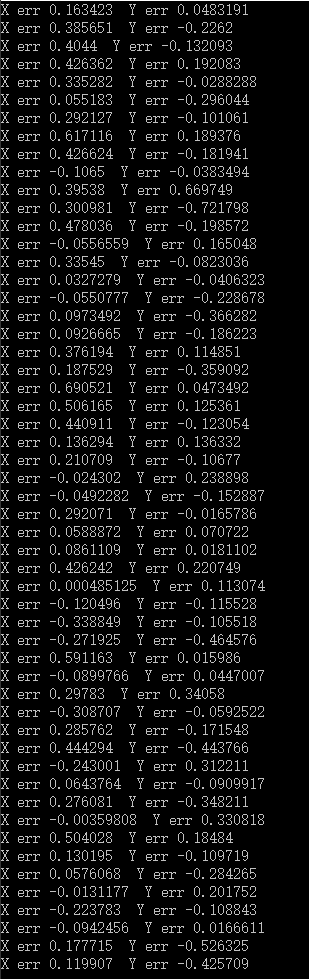 X err 0.163423  Y err 0.0483191
X err 0.385651  Y err -0.2262
X err 0.4044  Y err -0.132093
X err 0.426362  Y err 0.192083
X err 0.335282  Y err -0.0288288
X err 0.055183  Y err -0.296044
X err 0.292127  Y err -0.101061
X err 0.617116  Y err 0.189376
X err 0.426624  Y err -0.181941
X err -0.1065  Y err -0.0383494
X err 0.39538  Y err 0.669749
X err 0.300981  Y err -0.721798
X err 0.478036  Y err -0.198572
X err -0.0556559  Y err 0.165048
X err 0.33545  Y err -0.0823036
X err 0.0327279  Y err -0.0406323
X err -0.0550777  Y err -0.228678
X err 0.0973492  Y err -0.366282
X err 0.0926665  Y err -0.186223
X err 0.376194  Y err 0.114851
X err 0.187529  Y err -0.359092
X err 0.690521  Y err 0.0473492
X err 0.506165  Y err 0.125361
X err 0.440911  Y err -0.123054
X err 0.136294  Y err 0.136332
X err 0.210709  Y err -0.10677
X err -0.024302  Y err 0.238898
X err -0.0492282  Y err -0.152887
X err 0.292071  Y err -0.0165786
X err 0.0588872  Y err 0.070722
X err 0.0861109  Y err 0.0181102
X err 0.426242  Y err 0.220749
X err 0.000485125  Y err 0.113074
X err -0.120496  Y err -0.115528
X err -0.338849  Y err -0.105518
X err -0.271925  Y err -0.464576
X err 0.591163  Y err 0.015986
X err -0.0899766  Y err 0.0447007
X err 0.29783  Y err 0.34058
X err -0.308707  Y err -0.0592522
X err 0.285762  Y err -0.171548
X err 0.444294  Y err -0.443766
X err -0.243001  Y err 0.312211
X err 0.0643764  Y err -0.0909917
X err 0.276081  Y err -0.348211
X err -0.00359808  Y err 0.330818
X err 0.504028  Y err 0.18484
X err 0.130195  Y err -0.109719
X err 0.0576068  Y err -0.284265
X err -0.0131177  Y err 0.201752
X err -0.223783  Y err -0.108843
X err -0.0942456  Y err 0.0166611
X err 0.177715  Y err -0.526325
X err 0.119907  Y err -0.425709